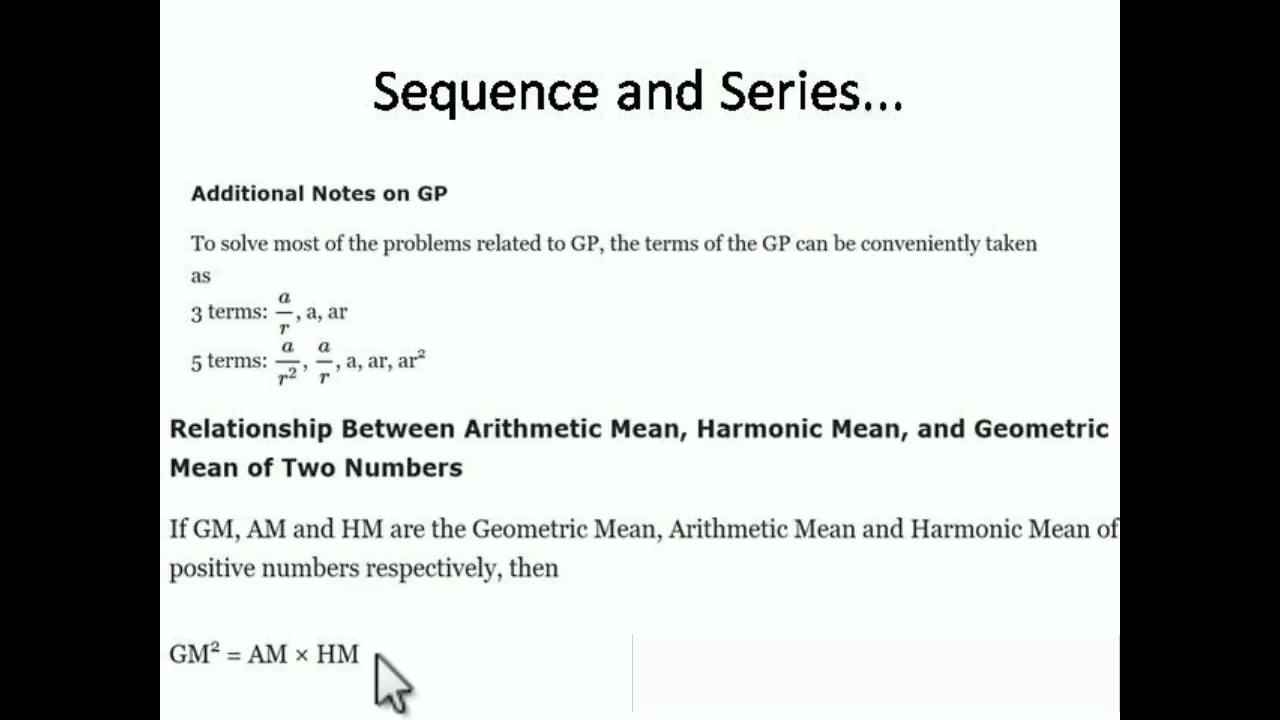 Sequence and Series...
Additional Notes on GP
To solve most of the problems related to GP, the terms of the GP can be conveniently taken
as
3 terms: a/r, a, ar
5 terms: a/r², a/r, a, ar, ar²
Relationship Between Arithmetic Mean, Harmonic Mean, and Geometric
Mean of Two Numbers
If GM, AM and HM are the Geometric Mean, Arithmetic Mean and Harmonic Mean of
positive numbers respectively, then
GM² = AM × HM